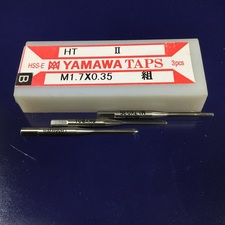 HT II
HSS-E YAMAWA TAPS 3pcs
M1.7X0.35 組
B